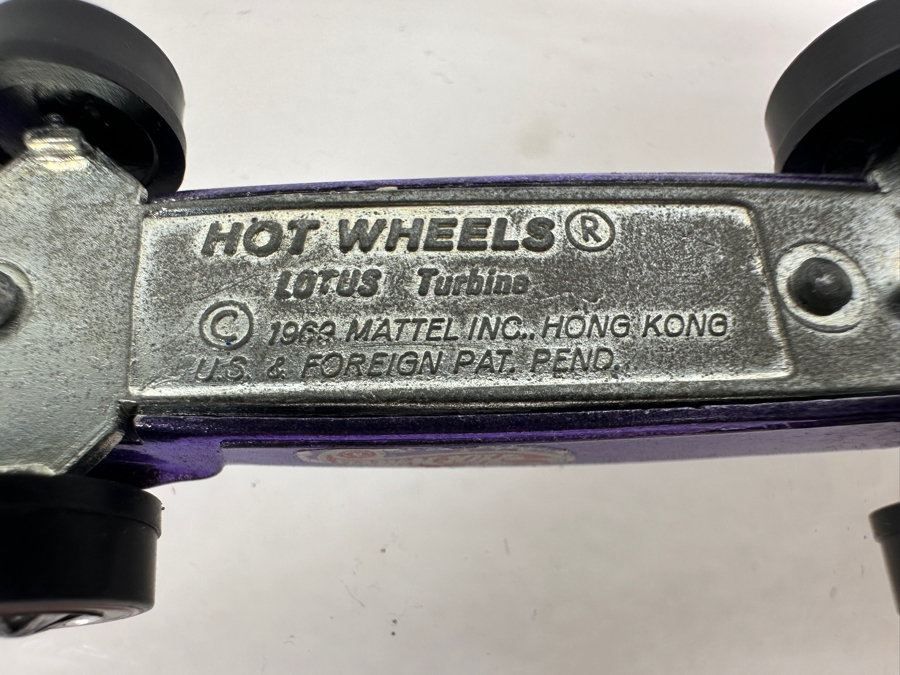 HOT WHEELS®
LOTUS Turbine
© 1969 MATTEL INC., HONG KONG
U.S. & FOREIGN PAT. PEND.